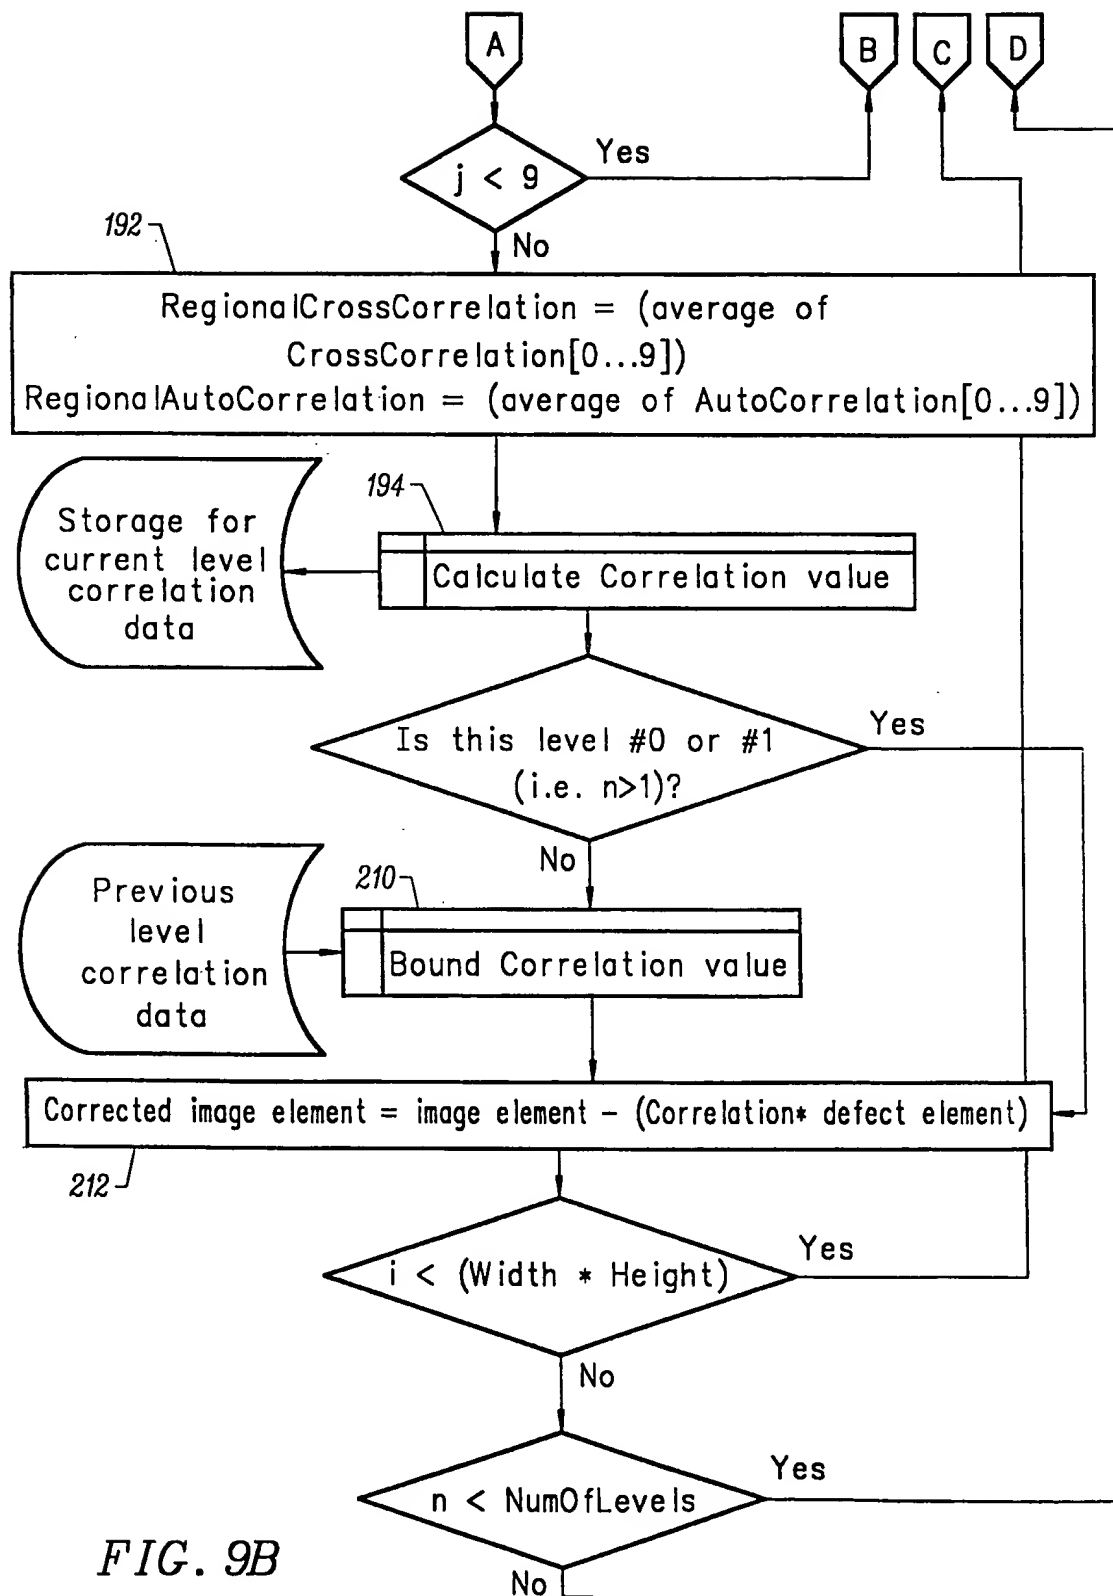 A
B
C
D
j < 9
Yes
No
192
RegionalCrossCorrelation = (average of
CrossCorrelation[0...9])
RegionalAutoCorrelation = (average of AutoCorrelation[0...9])
Storage for
current level
correlation
data
194
Calculate Correlation value
Is this level #0 or #1
(i.e. n>1)?
Yes
No
Previous
level
correlation
data
210
Bound Correlation value
Corrected image element = image element - (Correlation* defect element)
212
i < (Width * Height)
Yes
No
n < NumOfLevels
Yes
No
FIG. 9B